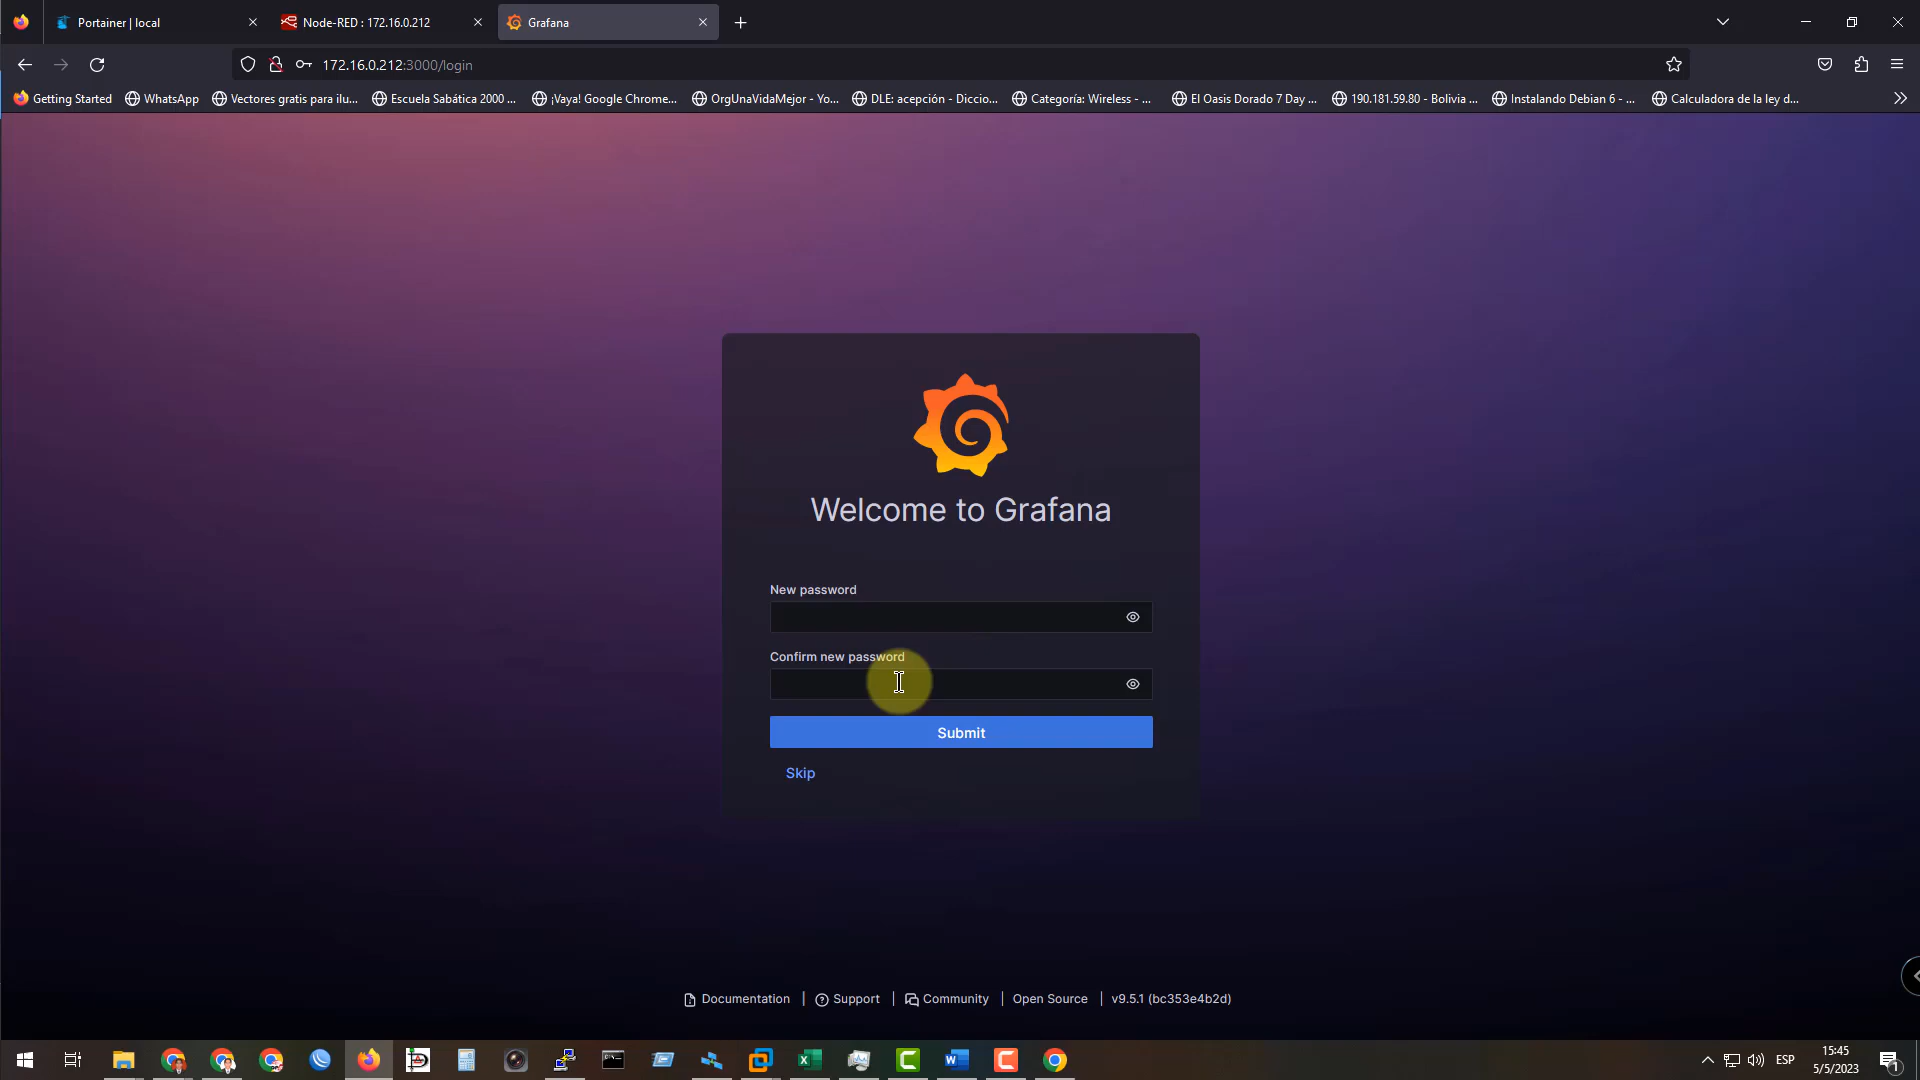 Portainer | local
Node-RED : 172.16.0.212
Grafana
172.16.0.212:3000/login
Getting Started
WhatsApp
Vectores gratis para ilu...
Escuela Sabática 2000 ...
¡Vaya! Google Chrome...
OrgUnaVidaMejor - Yo...
DLE: acepción - Diccio...
Categoría: Wireless - ...
El Oasis Dorado 7 Day ...
190.181.59.80 - Bolivia ...
Instalando Debian 6 - ...
Calculadora de la ley d...
Welcome to Grafana
New password
Confirm new password
Submit
Skip
Documentation | Support | Community | Open Source | v9.5.1 (bc353e4b2d)
ESP
15:45
5/5/2023
1